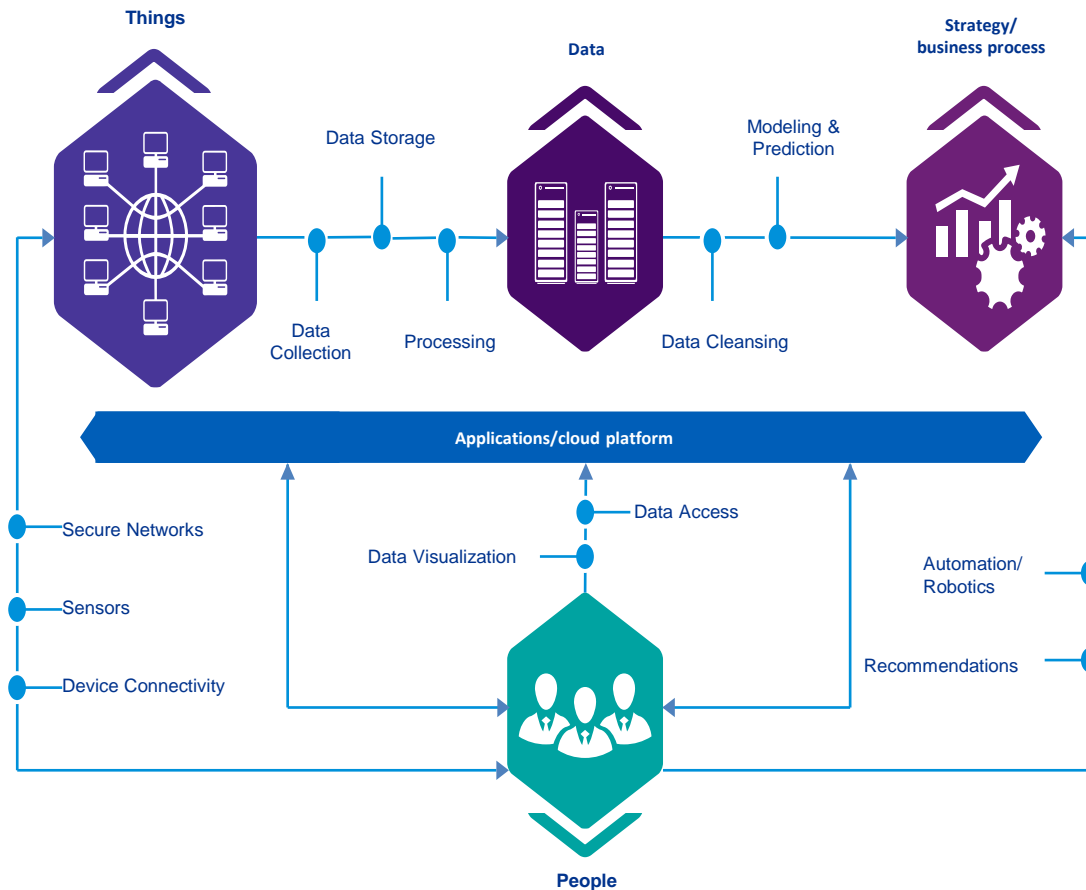 Things
Data
Strategy/
business process
Data Storage
Modeling &
Prediction
Data
Collection
Processing
Data Cleansing
Applications/cloud platform
Secure Networks
Data Access
Data Visualization
Automation/
Robotics
Sensors
Recommendations
Device Connectivity
People